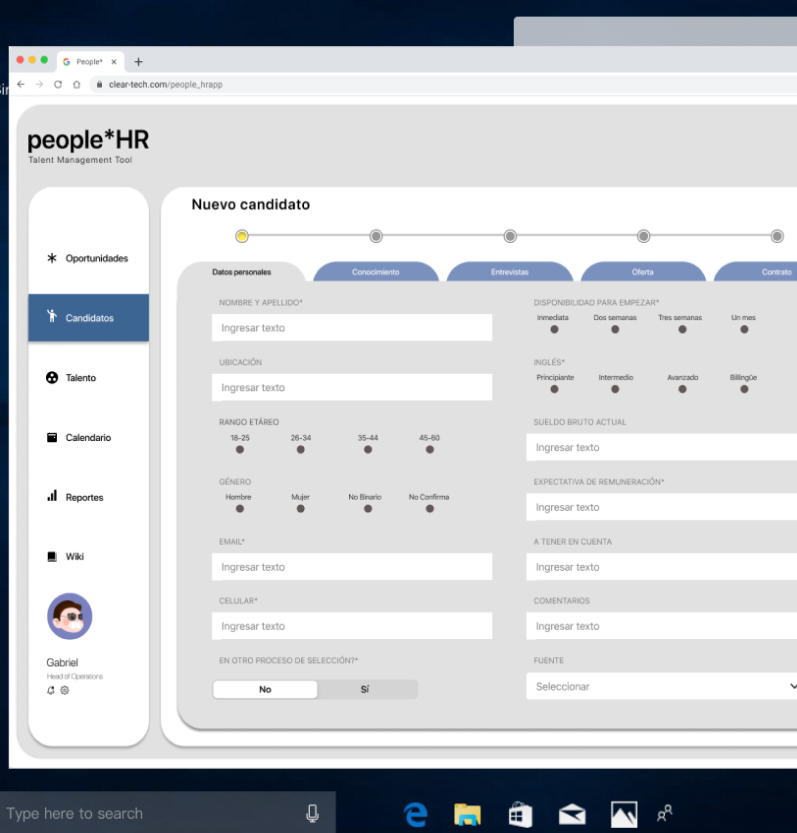 People*
clear-tech.com/people_hrapp
people*HR
Talent Management Tool
Oportunidades
Candidatos
Talento
Calendario
Reportes
Wiki
Gabriel
Head of Operations
Nuevo candidato
Datos personales
Conocimiento
Entrevistas
Oferta
Contrato
NOMBRE Y APELLIDO*
Ingresar texto
UBICACIÓN
Ingresar texto
RANGO ETÁREO
18-25 26-34 35-44 45-60
GÉNERO
Hombre Mujer No Binario No Confirma
EMAIL*
Ingresar texto
CELULAR*
Ingresar texto
EN OTRO PROCESO DE SELECCIÓN?*
No Sí
DISPONIBILIDAD PARA EMPEZAR*
Inmediata Dos semanas Tres semanas Un mes
INGLÉS*
Principiante Intermedio Avanzado Billingüe
SUELDO BRUTO ACTUAL
Ingresar texto
EXPECTATIVA DE REMUNERACIÓN*
Ingresar texto
A TENER EN CUENTA
Ingresar texto
COMENTARIOS
Ingresar texto
FUENTE
Seleccionar
Type here to search